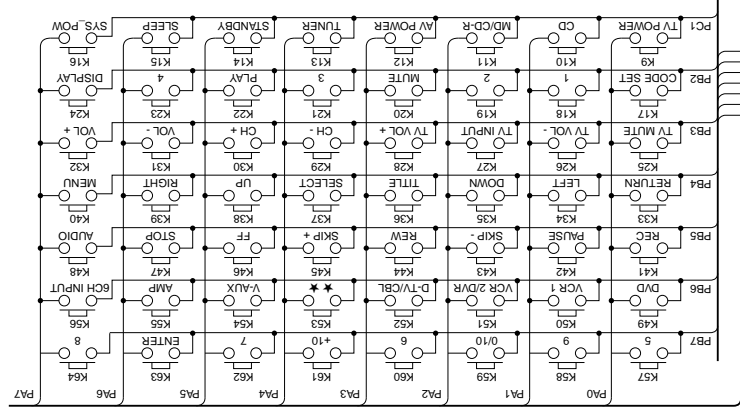 PA0 PA1 PA2 PA3 PA4 PA5 PA6 PA7
K57 K58 K59 K60 K61 K62 K63 K64
PB7 5 9 0/10 6 +10 7 ENTER 8
K49 K50 K51 K52 K53 K54 K55 K56
PB6 DVD VCR 1 VCR 2/DVR D-TV/CBL ★ ★ V-AUX AMP 6CH INPUT
K41 K42 K43 K44 K45 K46 K47 K48
PB5 REC PAUSE SKIP - REW SKIP + FF STOP AUDIO
K33 K34 K35 K36 K37 K38 K39 K40
PB4 RETURN LEFT DOWN TITLE SELECT UP RIGHT MENU
K25 K26 K27 K28 K29 K30 K31 K32
PB3 TV MUTE TV VOL - TV INPUT TV VOL + CH - CH + VOL - VOL +
K17 K18 K19 K20 K21 K22 K23 K24
PB2 CODE SET 1 2 MUTE 3 PLAY 4 DISPLAY
K9 K10 K11 K12 K13 K14 K15 K16
PC1 TV POWER CD MD/CD-R AV POWER TUNER STANDBY SLEEP SYS_POW